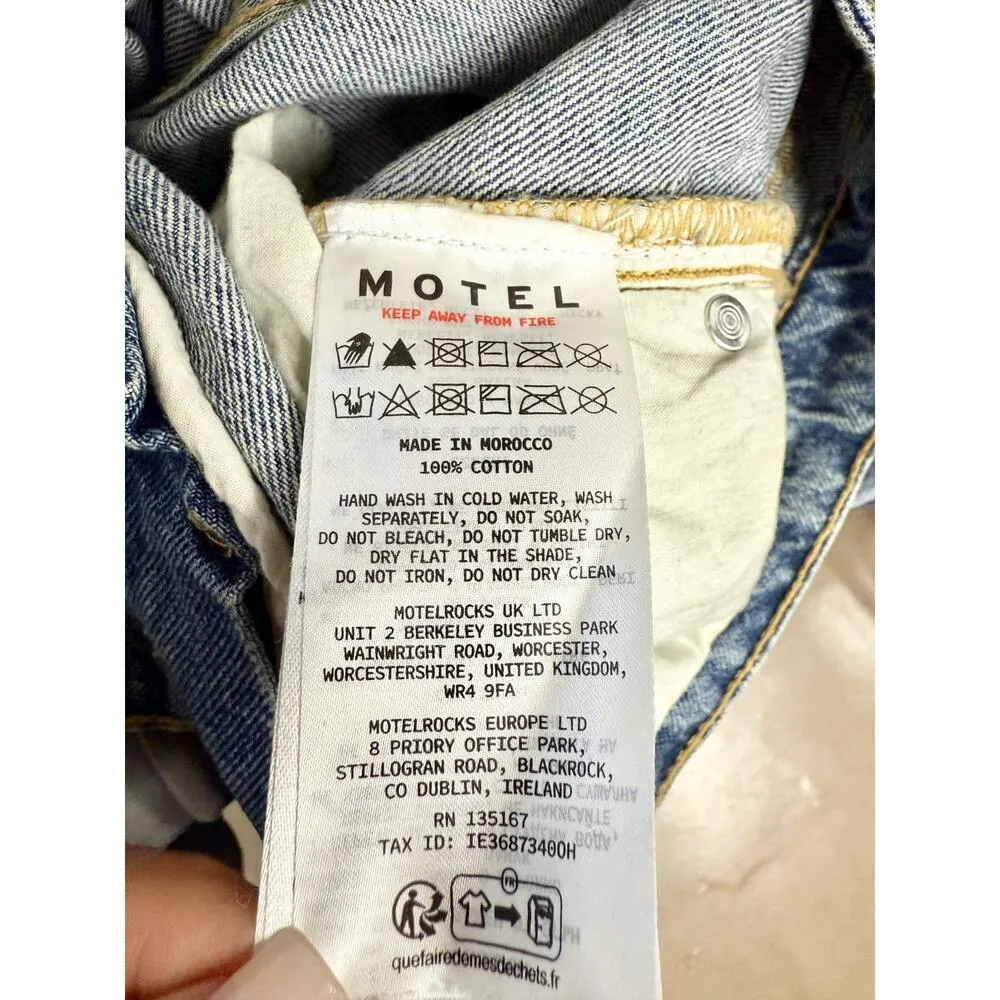 MOTEL
KEEP AWAY FROM FIRE
MADE IN MOROCCO
100% COTTON
HAND WASH IN COLD WATER, WASH
SEPARATELY, DO NOT SOAK,
DO NOT BLEACH, DO NOT TUMBLE DRY,
DRY FLAT IN THE SHADE,
DO NOT IRON, DO NOT DRY CLEAN
MOTELROCKS UK LTD
UNIT 2 BERKELEY BUSINESS PARK
WAINWRIGHT ROAD, WORCESTER,
WORCESTERSHIRE, UNITED KINGDOM,
WR4 9FA
MOTELROCKS EUROPE LTD
8 PRIORY OFFICE PARK,
STILLOGRAN ROAD, BLACKROCK,
CO DUBLIN, IRELAND
RN 135167
TAX ID: IE3687340OH
FR
quefairedemesdechets.fr